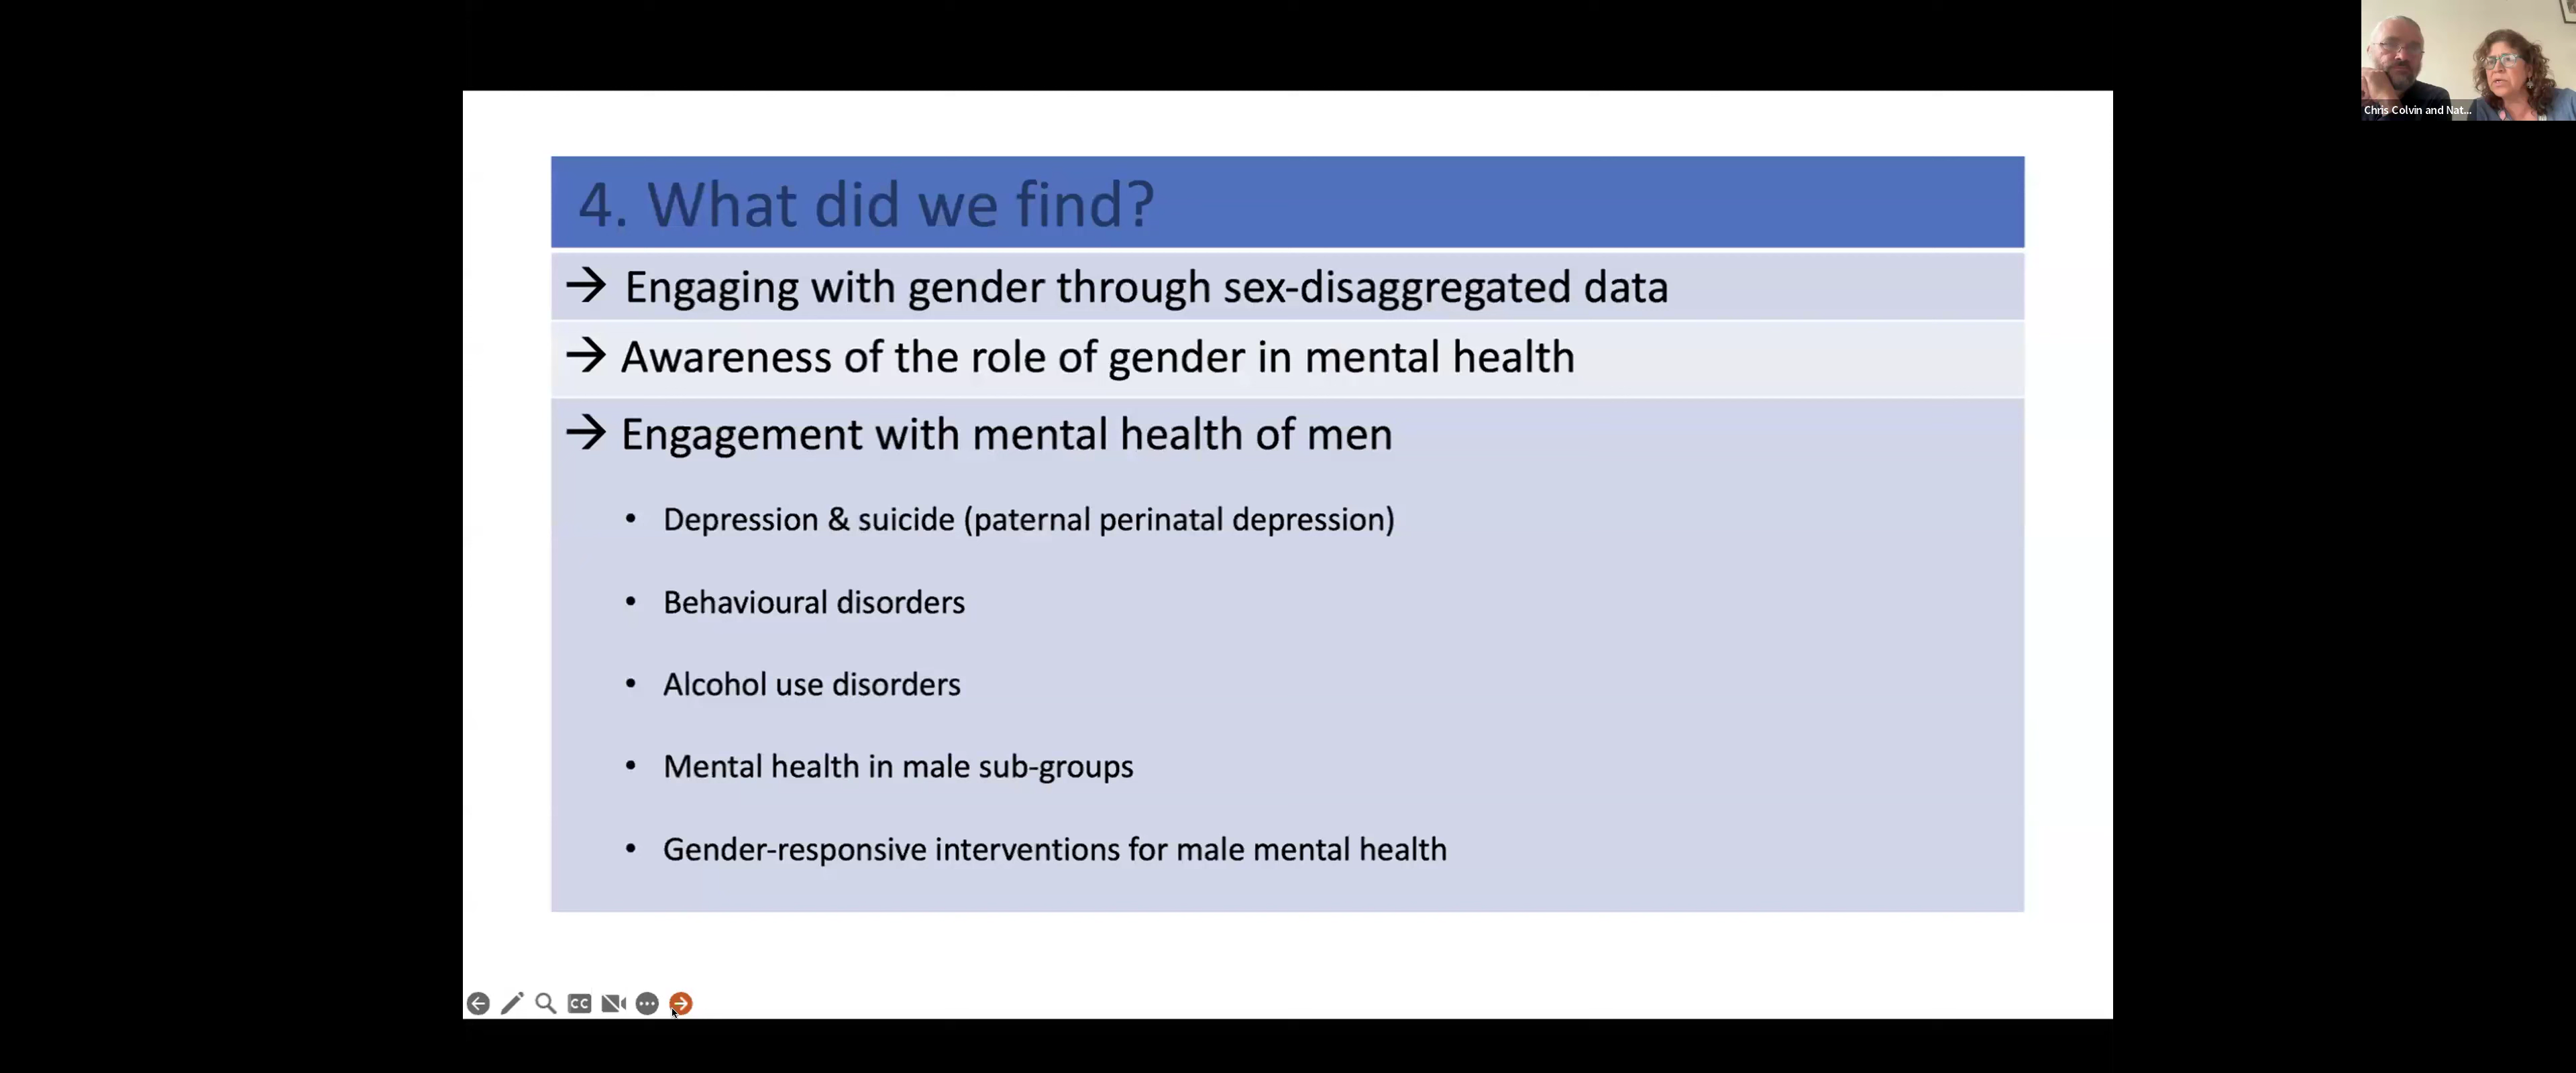 Chris Colvin and Nat...
4. What did we find?
→ Engaging with gender through sex-disaggregated data
→ Awareness of the role of gender in mental health
→ Engagement with mental health of men
• Depression & suicide (paternal perinatal depression)
• Behavioural disorders
• Alcohol use disorders
• Mental health in male sub-groups
• Gender-responsive interventions for male mental health
CC